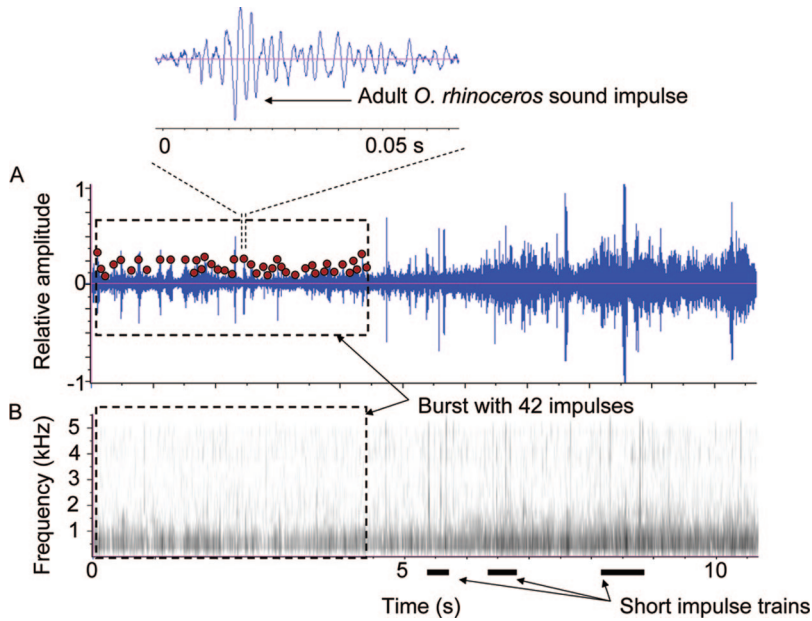 Adult O. rhinoceros sound impulse
0 0.05 s
A
1
0
-1
Relative amplitude
Burst with 42 impulses
B
5
4
3
2
1
Frequency (kHz)
0 5 10
Time (s) Short impulse trains